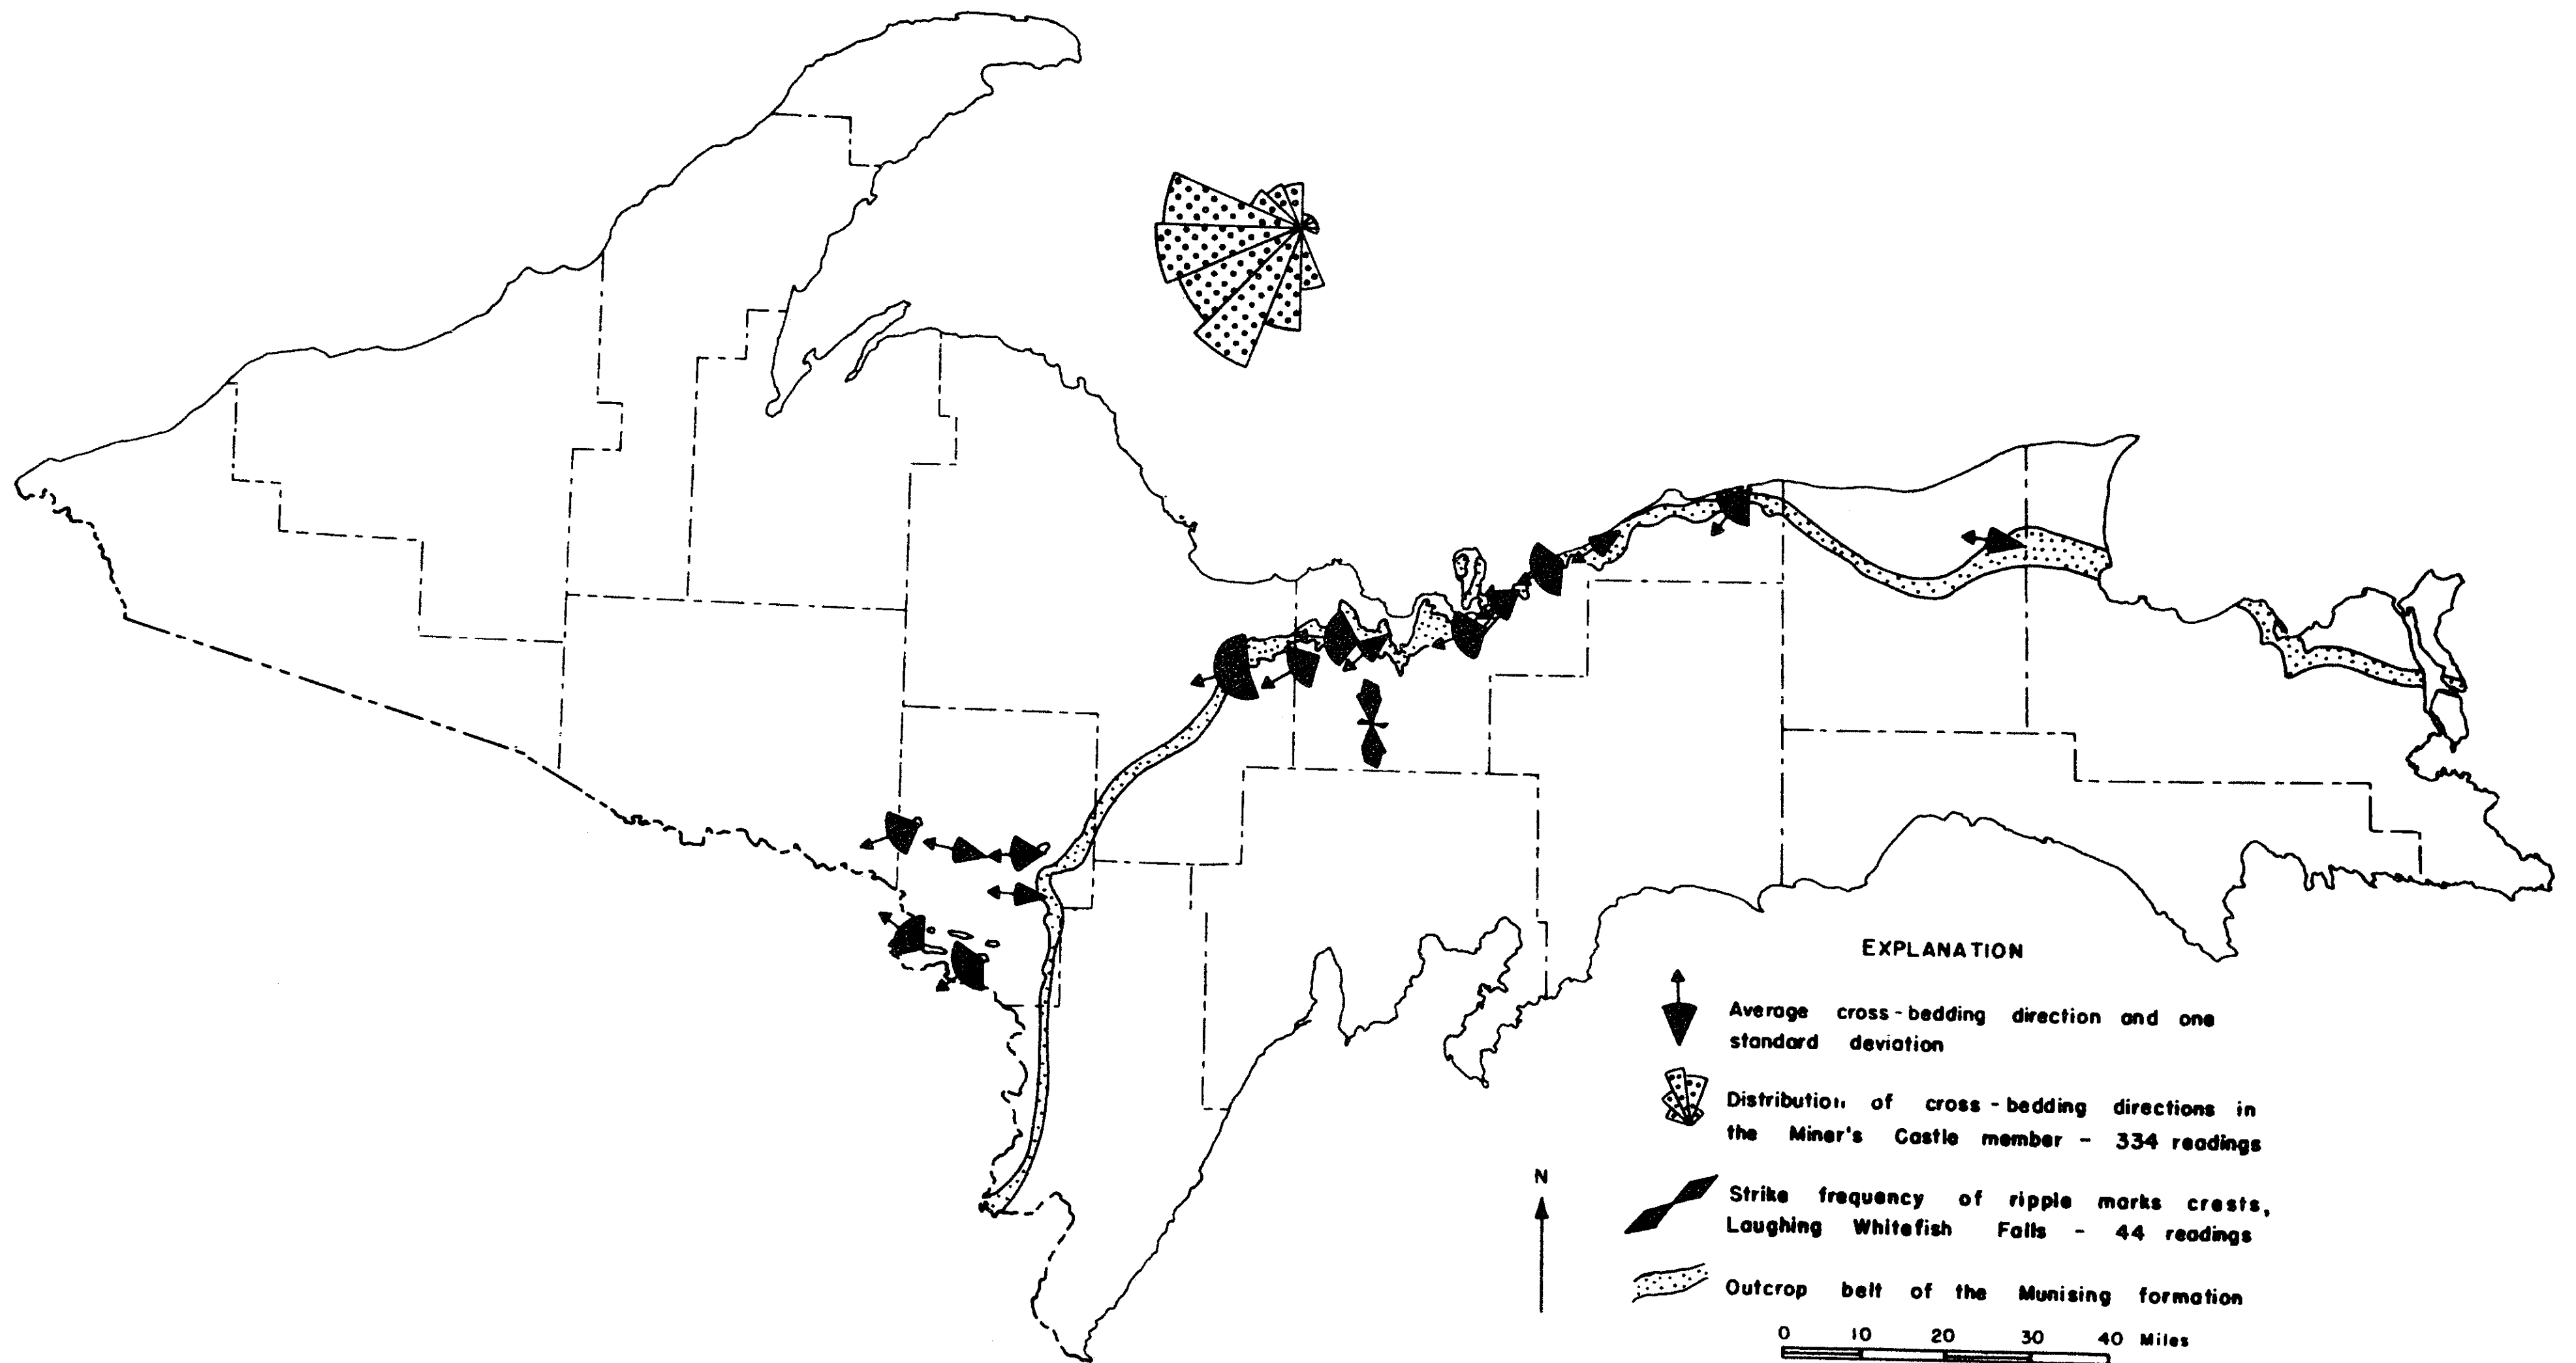 EXPLANATION
Average cross-bedding direction and one
standard deviation
Distribution of cross-bedding directions in
the Miner's Castle member - 334 readings
N
Strike frequency of ripple marks crests,
Laughing Whitefish Falls - 44 readings
Outcrop belt of the Munising formation
0 10 20 30 40 Miles